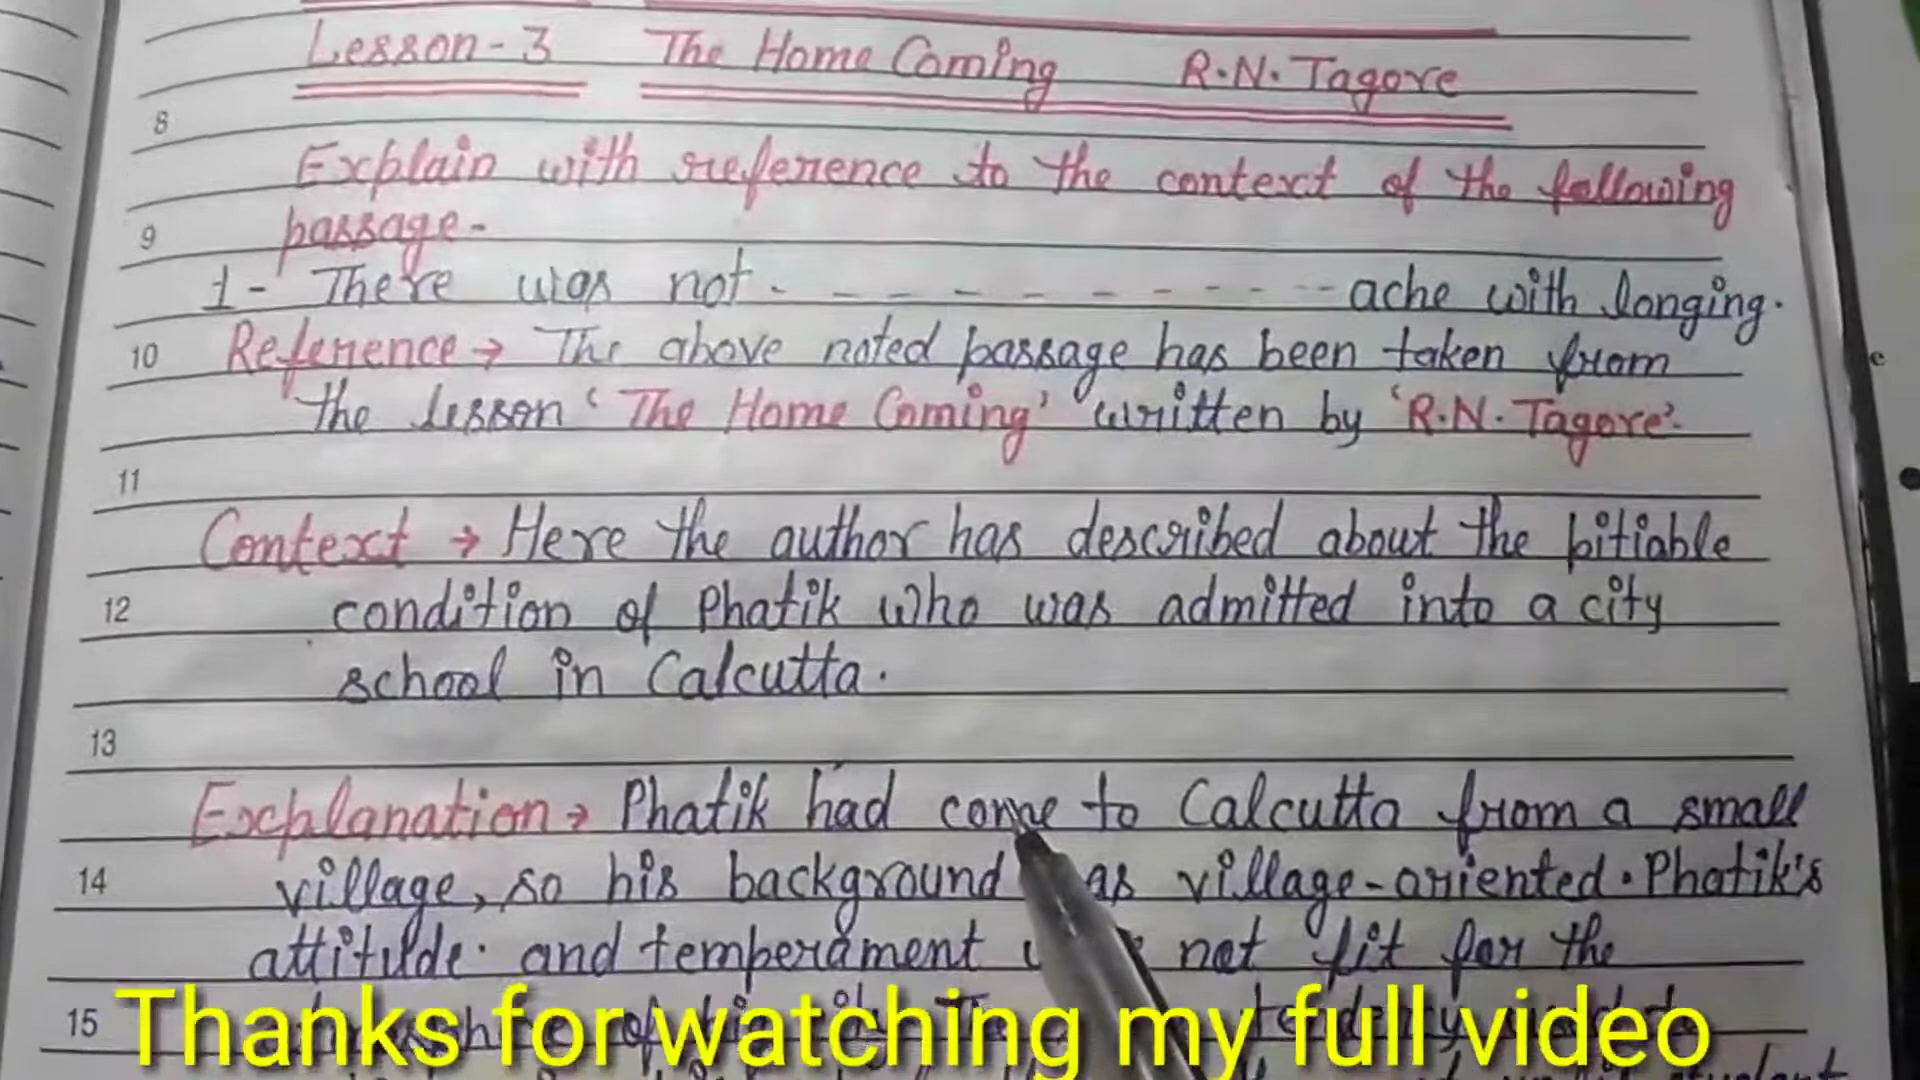 Lesson-3 The Home Coming R.N. Tagore
8
Explain with reference to the context of the following
9 passage-
1- There was not - - - - - - - - - - - - ache with longing.
10 Reference → The above noted passage has been taken from
the lesson 'The Home Coming' written by 'R.N. Tagore'.
11
Context → Here the author has described about the pitiable
12 condition of Phatik who was admitted into a city
school in Calcutta.
13
Explanation → Phatik had come to Calcutta from a small
14 village, so his background as village-oriented. Phatik's
attitude. and temperament not fit for the
15
Thanks for watching my full video